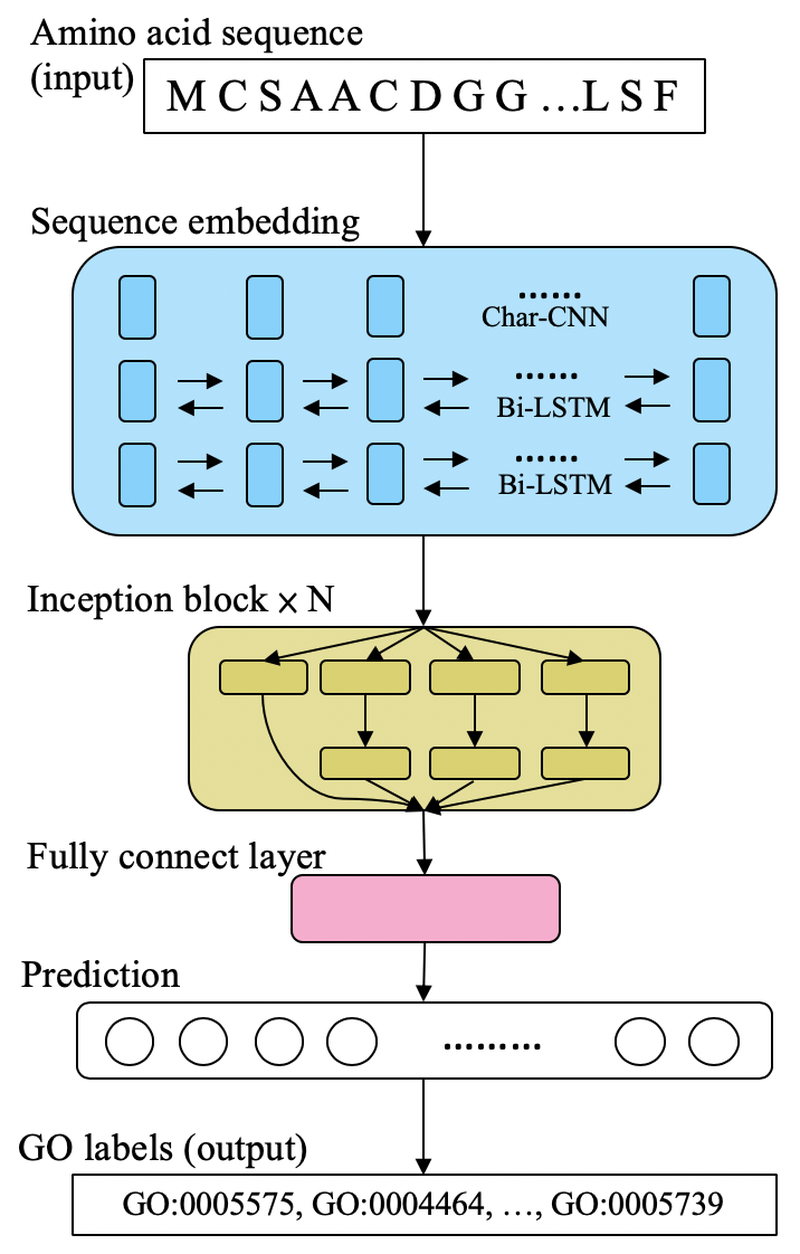 Amino acid sequence
(input)
M C S A A C D G G ...L S F
Sequence embedding
......
Char-CNN
......
Bi-LSTM
......
Bi-LSTM
Inception block × N
Fully connect layer
Prediction
.........
GO labels (output)
GO:0005575, GO:0004464, ..., GO:0005739